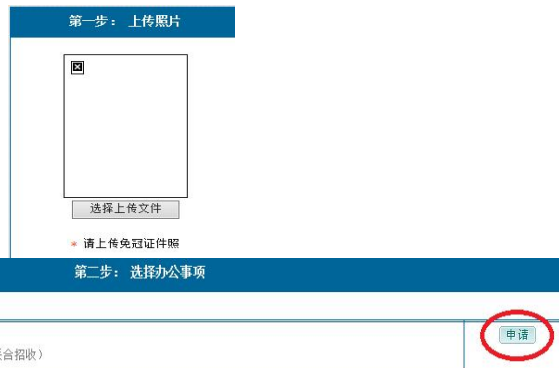 第一步： 上传照片
选择上传文件
* 请上传免冠证件照
第二步： 选择办公事项
申请
合招收）